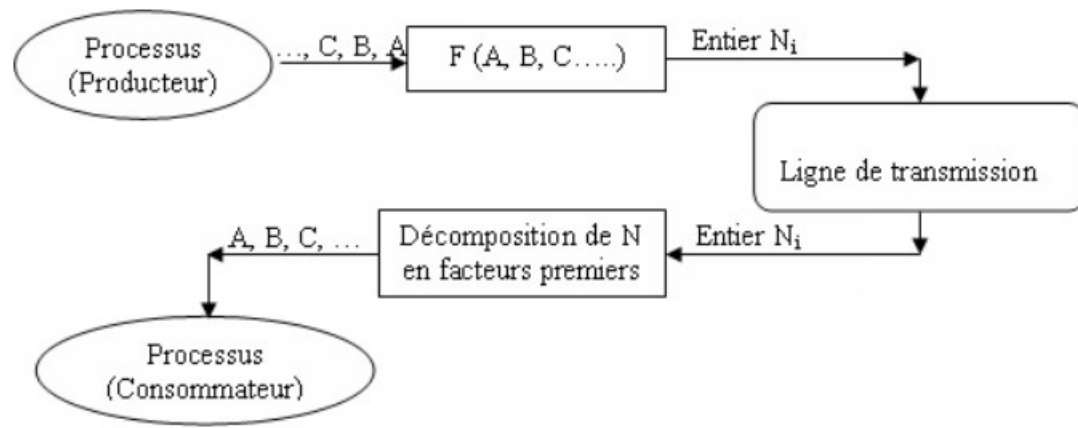 Processus
(Producteur)
..., C, B, A
F (A, B, C.....)
Entier Nᵢ
Ligne de transmission
Entier Nᵢ
Décomposition de N
en facteurs premiers
A, B, C, ...
Processus
(Consommateur)